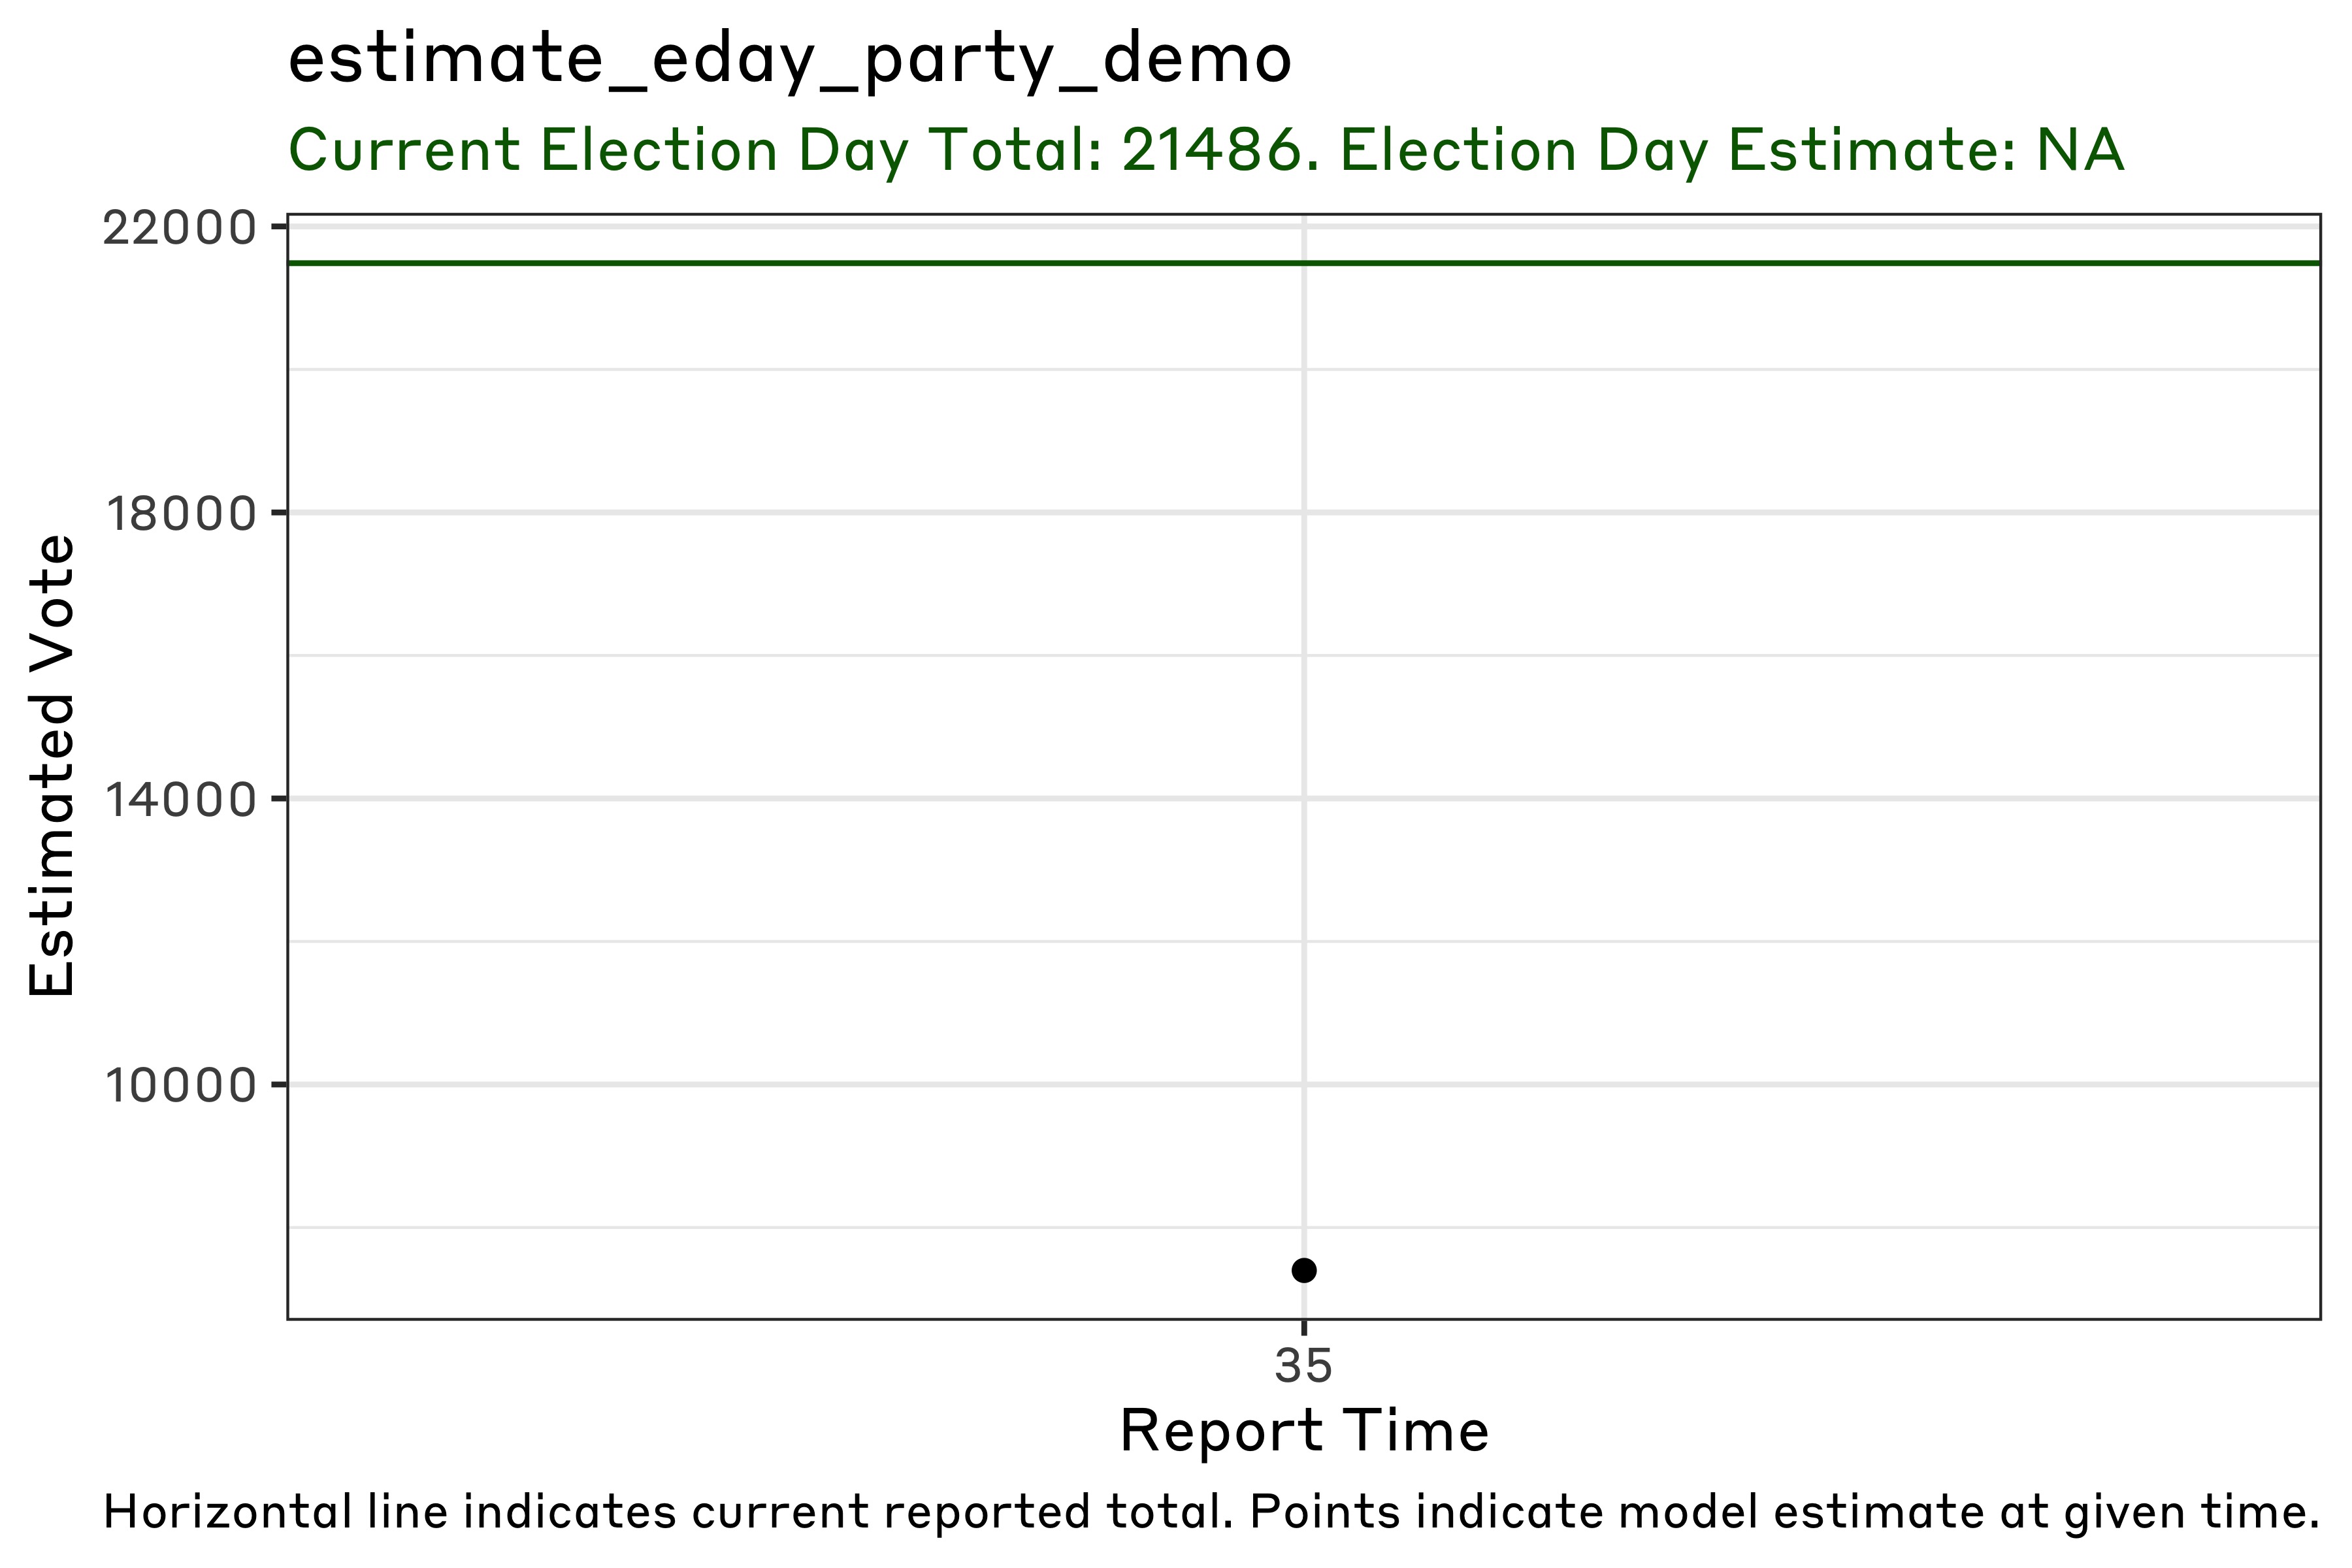 estimate_eday_party_demo
Current Election Day Total: 21486. Election Day Estimate: NA
22000
18000
14000
10000
Estimated Vote
35
Report Time
Horizontal line indicates current reported total. Points indicate model estimate at given time.